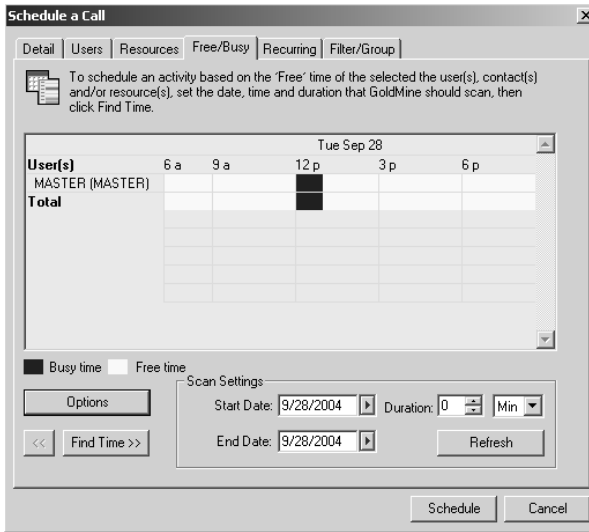 Schedule a Call
Detail Users Resources Free/Busy Recurring Filter/Group
To schedule an activity based on the 'Free' time of the selected the user(s), contact(s)
and/or resource(s), set the date, time and duration that GoldMine should scan, then
click Find Time.
Tue Sep 28
User(s) 6 a 9 a 12 p 3 p 6 p
MASTER (MASTER)
Total
Busy time Free time
Scan Settings
Options
Start Date: 9/28/2004 Duration: 0 Min
<< Find Time >>
End Date: 9/28/2004 Refresh
Schedule Cancel